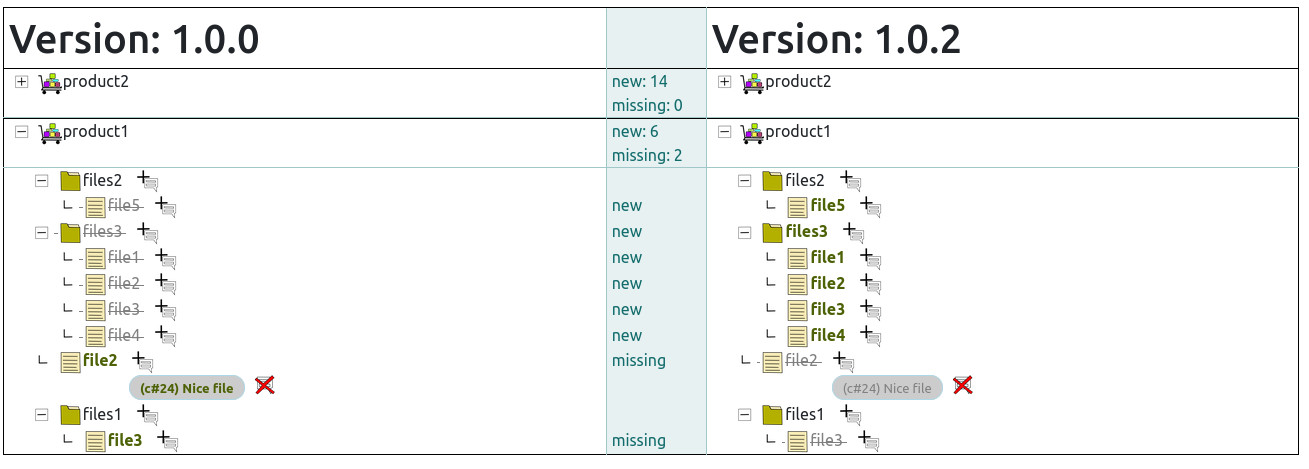 Version: 1.0.0 Version: 1.0.2
product2 new: 14 product2
missing: 0
product1 new: 6 product1
missing: 2
files2 files2
file5 new file5
files3 new files3
file1 new file1
file2 new file2
file3 new file3
file4 new file4
file2 missing file2
(c#24) Nice file (c#24) Nice file
files1 files1
file3 missing file3